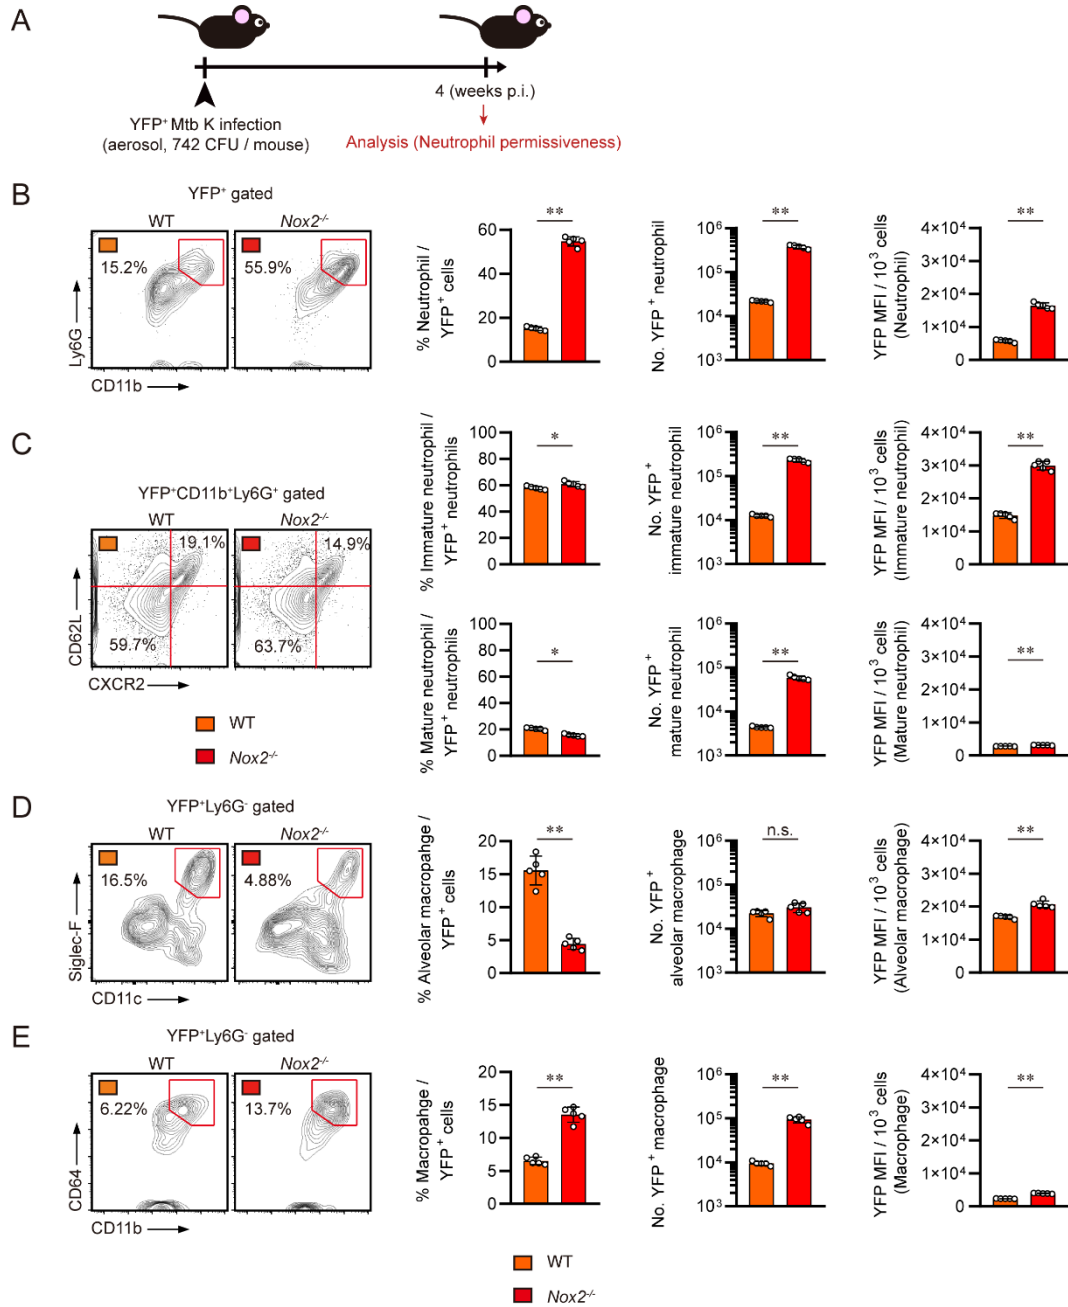 A
4 (weeks p.i.)
YFP⁺ Mtb K infection
(aerosol, 742 CFU / mouse)
Analysis (Neutrophil permissiveness)
B
YFP⁺ gated
WT
Nox2⁻/⁻
15.2%
55.9%
Ly6G
CD11b
% Neutrophil /
YFP⁺ cells
60
40
20
0
**
No. YFP⁺ neutrophil
10⁶
10⁵
10⁴
10³
**
YFP MFI / 10³ cells
(Neutrophil)
4×10⁴
3×10⁴
2×10⁴
1×10⁴
0
**
C
YFP⁺CD11b⁺Ly6G⁺ gated
WT
Nox2⁻/⁻
19.1%
14.9%
59.7%
63.7%
CD62L
CXCR2
WT
Nox2⁻/⁻
% Immature neutrophil /
YFP⁺ neutrophils
100
80
60
40
20
0
*
No. YFP⁺
immature neutrophil
10⁶
10⁵
10⁴
10³
**
YFP MFI / 10³ cells
(Immature neutrophil)
4×10⁴
3×10⁴
2×10⁴
1×10⁴
0
**
% Mature neutrophil /
YFP⁺ neutrophils
100
80
60
40
20
0
*
No. YFP⁺
mature neutrophil
10⁶
10⁵
10⁴
10³
**
YFP MFI / 10³ cells
(Mature neutrophil)
4×10⁴
3×10⁴
2×10⁴
1×10⁴
0
**
D
YFP⁺Ly6G⁻ gated
WT
Nox2⁻/⁻
16.5%
4.88%
Siglec-F
CD11c
% Alveolar macropahge /
YFP⁺ cells
20
15
10
5
0
**
No. YFP⁺
alveolar macrophage
10⁶
10⁵
10⁴
10³
n.s.
YFP MFI / 10³ cells
(Alveolar macrophage)
4×10⁴
3×10⁴
2×10⁴
1×10⁴
0
**
E
YFP⁺Ly6G⁻ gated
WT
Nox2⁻/⁻
6.22%
13.7%
CD64
CD11b
% Macropahge /
YFP⁺ cells
20
15
10
5
0
**
No. YFP⁺ macrophage
10⁶
10⁵
10⁴
10³
**
YFP MFI / 10³ cells
(Macrophage)
4×10⁴
3×10⁴
2×10⁴
1×10⁴
0
**
WT
Nox2⁻/⁻